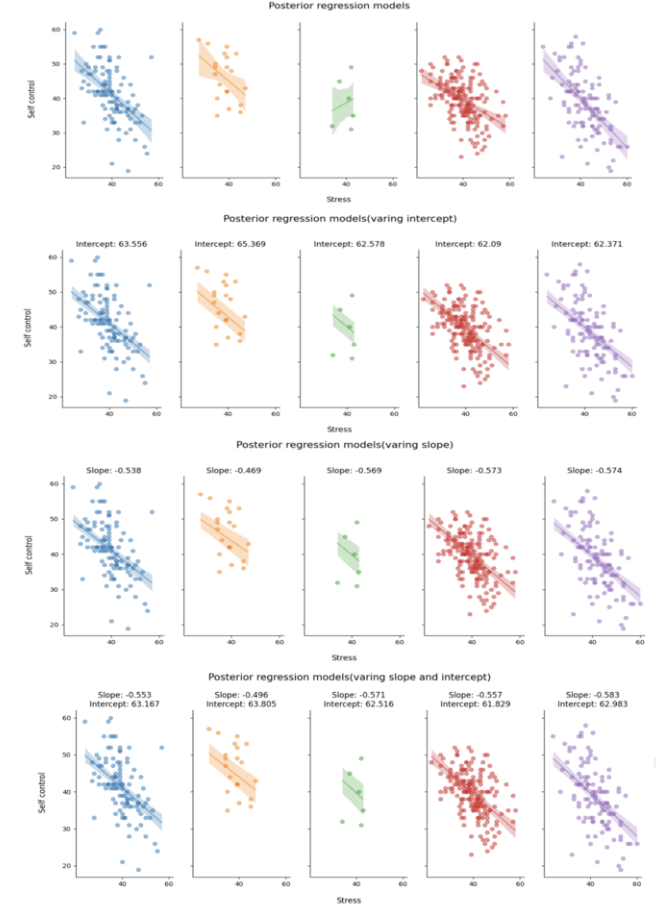 Posterior regression models
60
50
40
30
20
Self control
40 60 40 60 40 60 40 60 40 60
Stress
Posterior regression models(varing intercept)
Intercept: 63.556 Intercept: 65.369 Intercept: 62.578 Intercept: 62.09 Intercept: 62.371
60
50
40
30
20
Self control
40 60 40 60 40 60 40 60 40 60
Stress
Posterior regression models(varing slope)
Slope: -0.538 Slope: -0.469 Slope: -0.569 Slope: -0.573 Slope: -0.574
60
50
40
30
20
Self control
40 60 40 60 40 60 40 60 40 60
Stress
Posterior regression models(varing slope and intercept)
Slope: -0.553 Slope: -0.496 Slope: -0.571 Slope: -0.557 Slope: -0.583
Intercept: 63.167 Intercept: 63.805 Intercept: 62.516 Intercept: 61.829 Intercept: 62.983
60
50
40
30
20
Self control
40 60 40 60 40 60 40 60 40 60
Stress